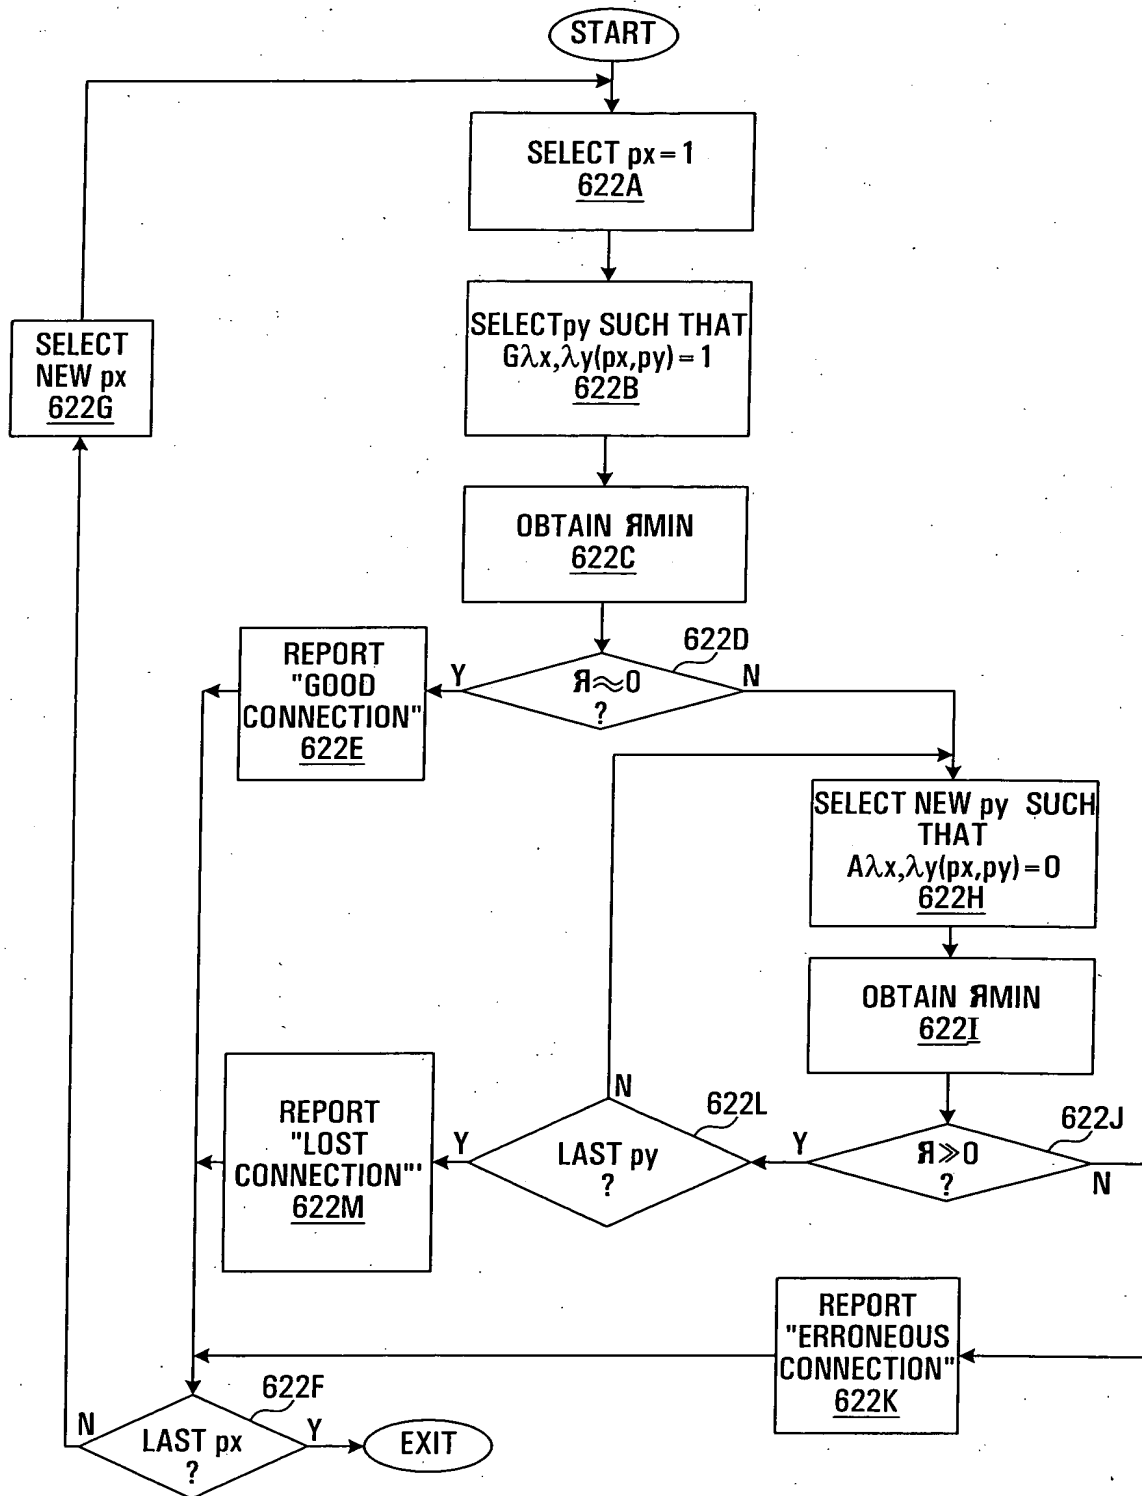 START
SELECT px = 1
622A
SELECT py SUCH THAT
Gλx,λy(px,py) = 1
622B
SELECT
NEW px
622G
OBTAIN ЯMIN
622C
622D
REPORT
"GOOD
CONNECTION"
622E
Y
Я≈0
?
N
SELECT NEW py SUCH
THAT
Aλx,λy(px,py) = 0
622H
OBTAIN ЯMIN
622I
REPORT
"LOST
CONNECTION"'
622M
Y
N
622L
LAST py
?
Y
622J
Я≫0
?
N
REPORT
"ERRONEOUS
CONNECTION"
622K
622F
N
LAST px
?
Y
EXIT